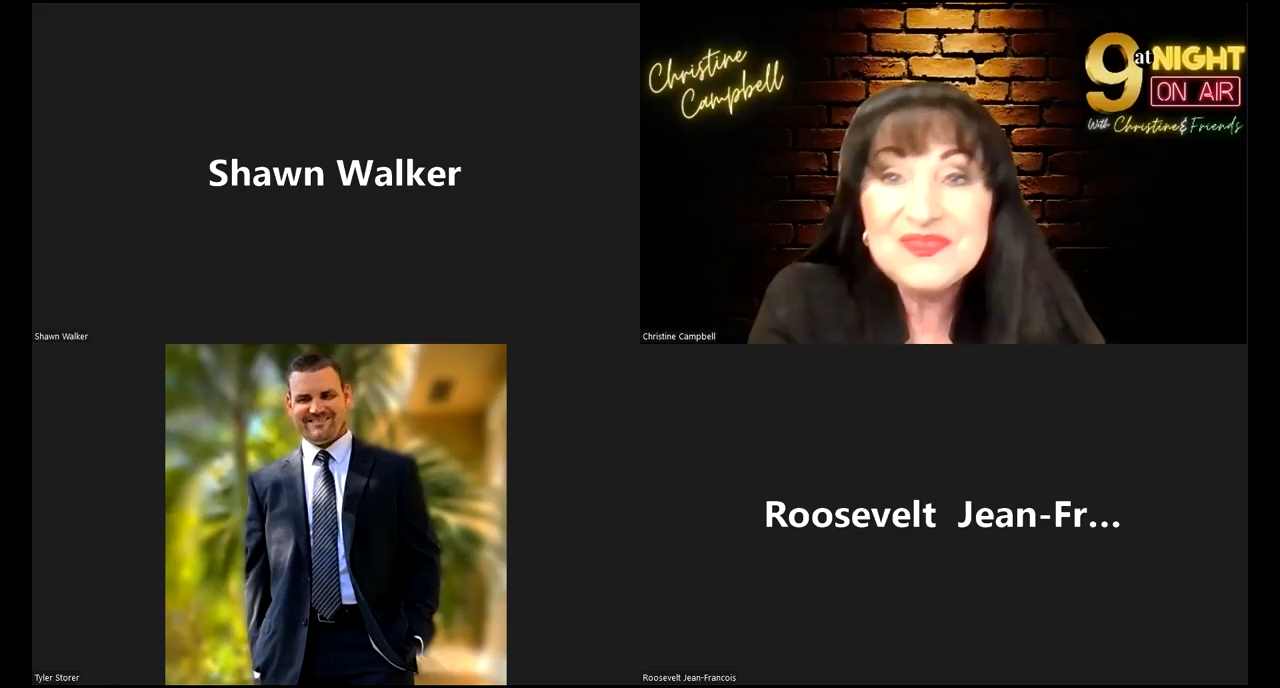 Shawn Walker
Shawn Walker
Christine
Campbell
9 at NIGHT
ON AIR
With Christine & Friends
Christine Campbell
Tyler Storer
Roosevelt  Jean-Fr...
Roosevelt Jean-Francois